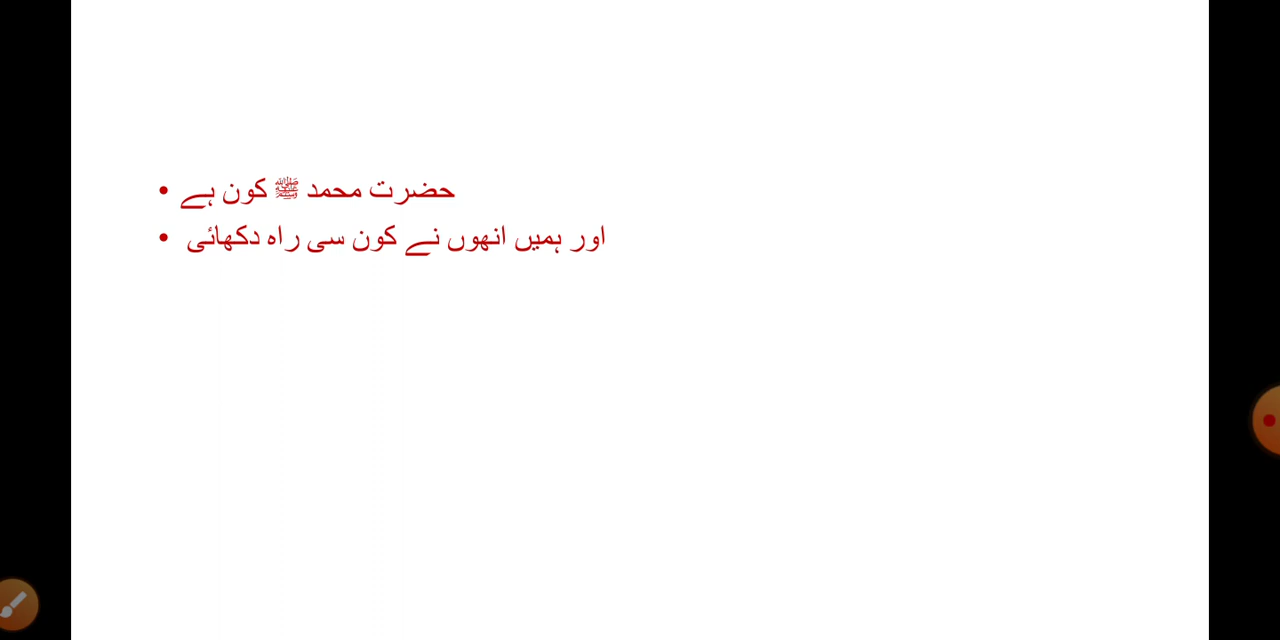 • حضرت محمد ﷺ کون ہے
• اور ہمیں انھوں نے کون سی راہ دکھائی